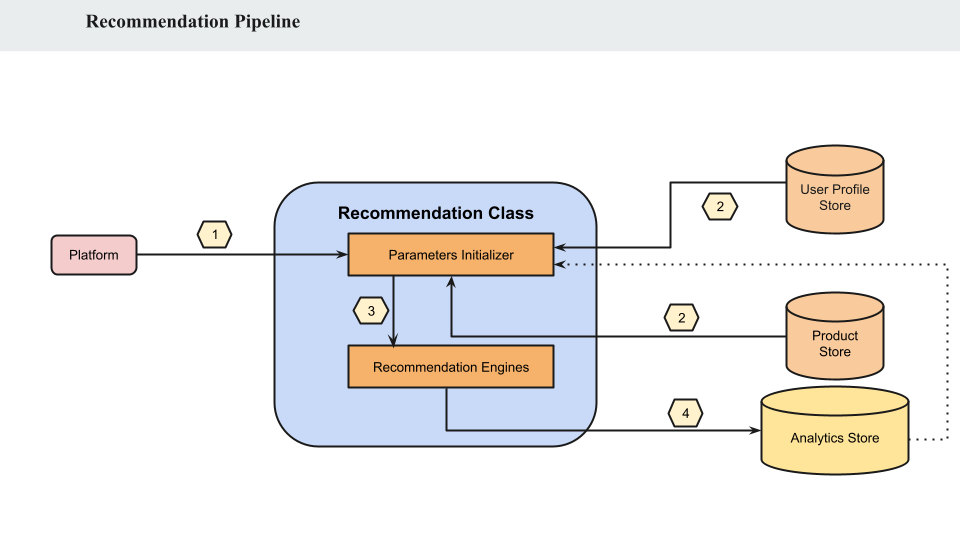 Recommendation Pipeline
User Profile
Store
2
Recommendation Class
1
Platform
Parameters Initializer
3
2
Product
Store
Recommendation Engines
4
Analytics Store